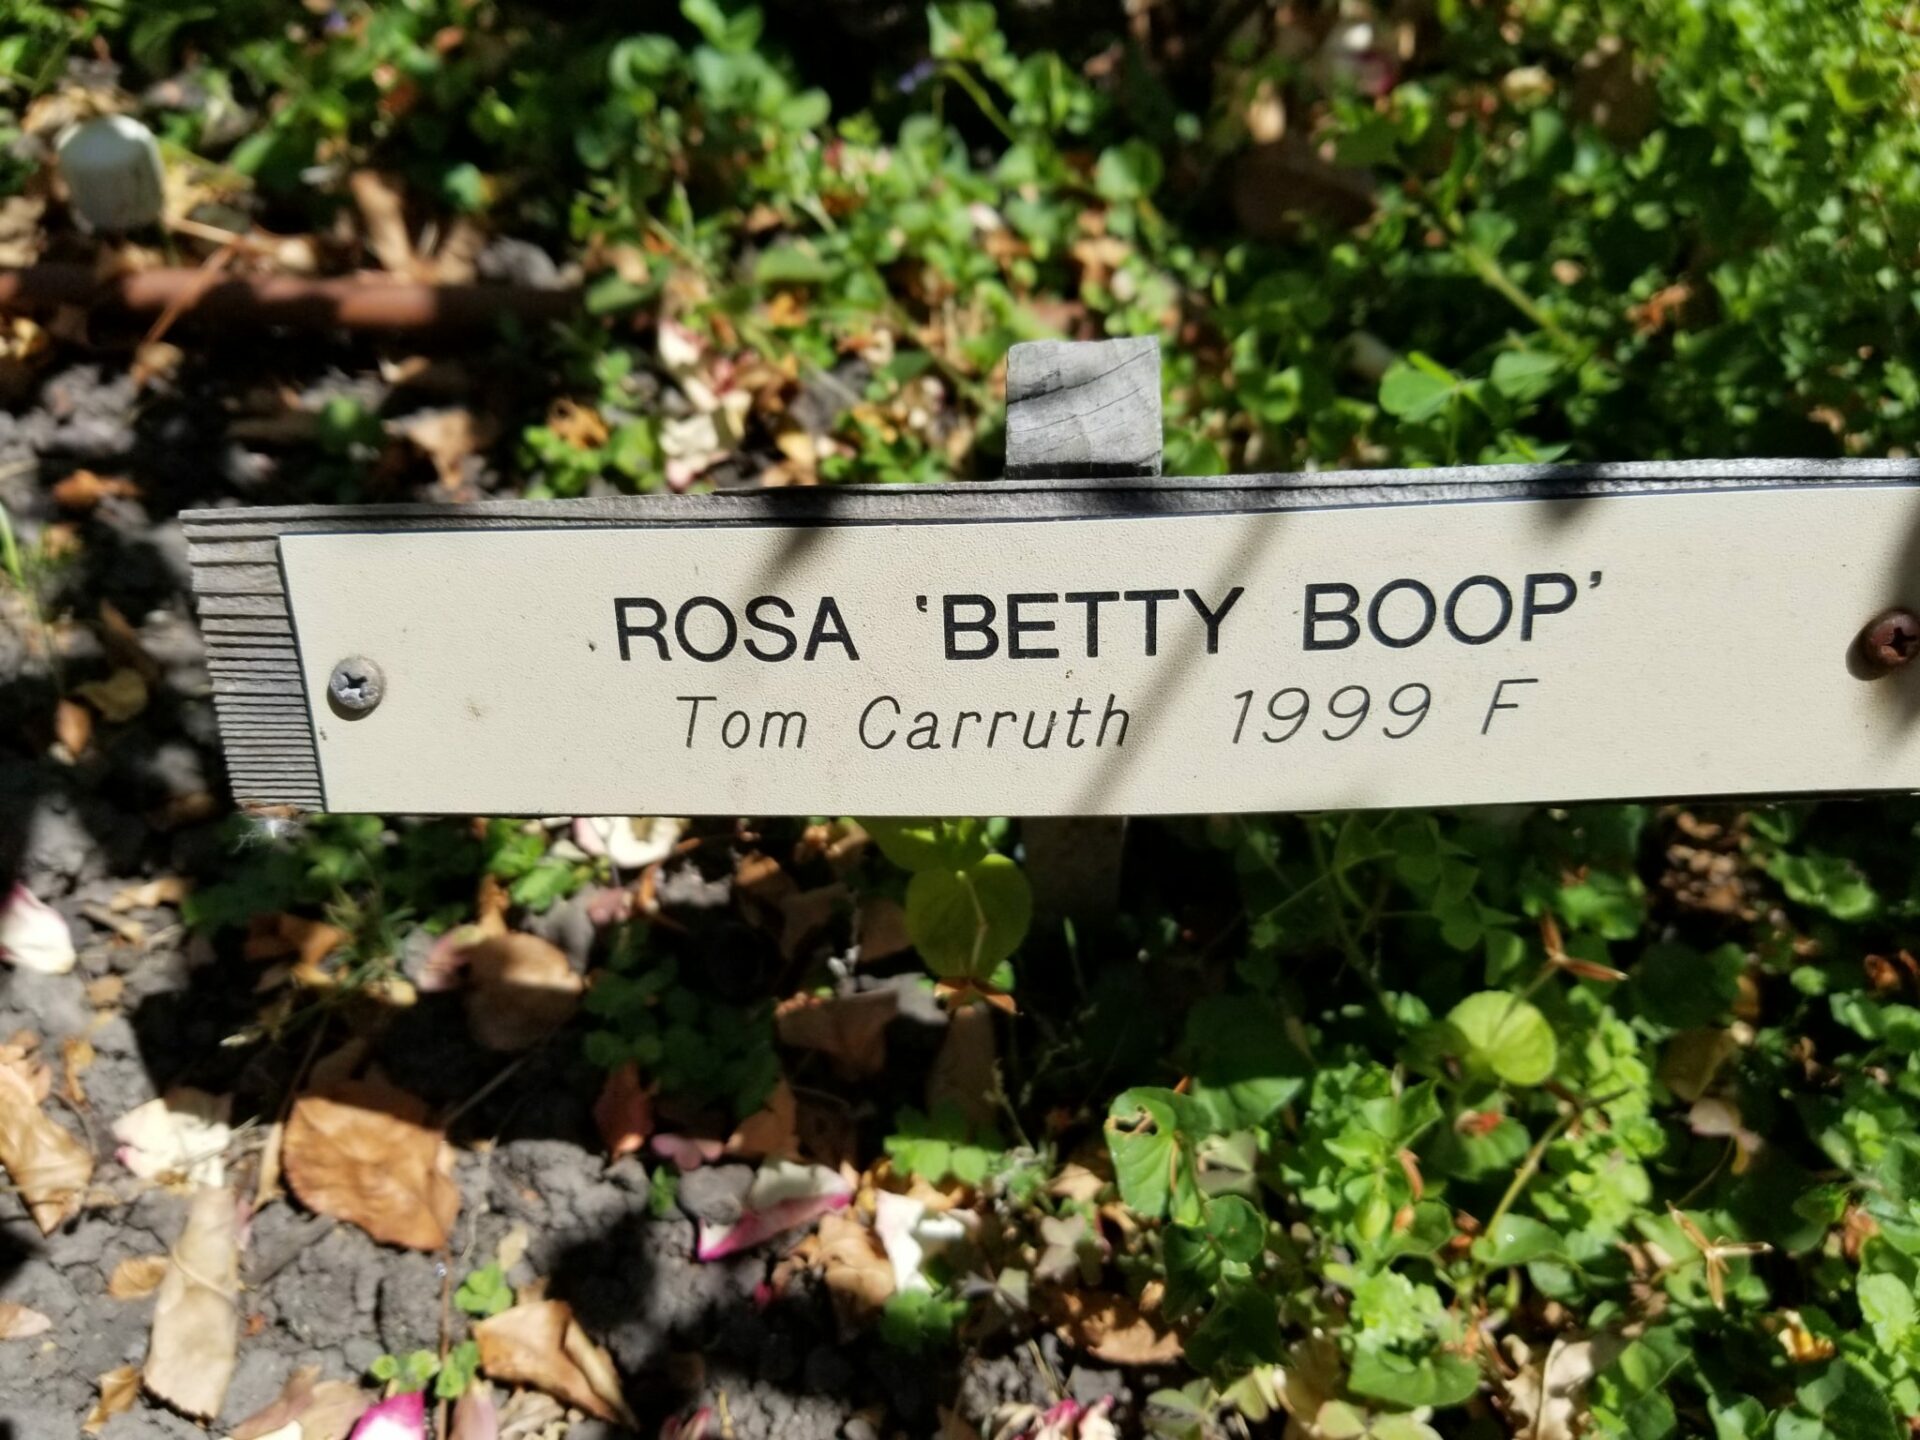 ROSA 'BETTY BOOP'
Tom Carruth 1999 F